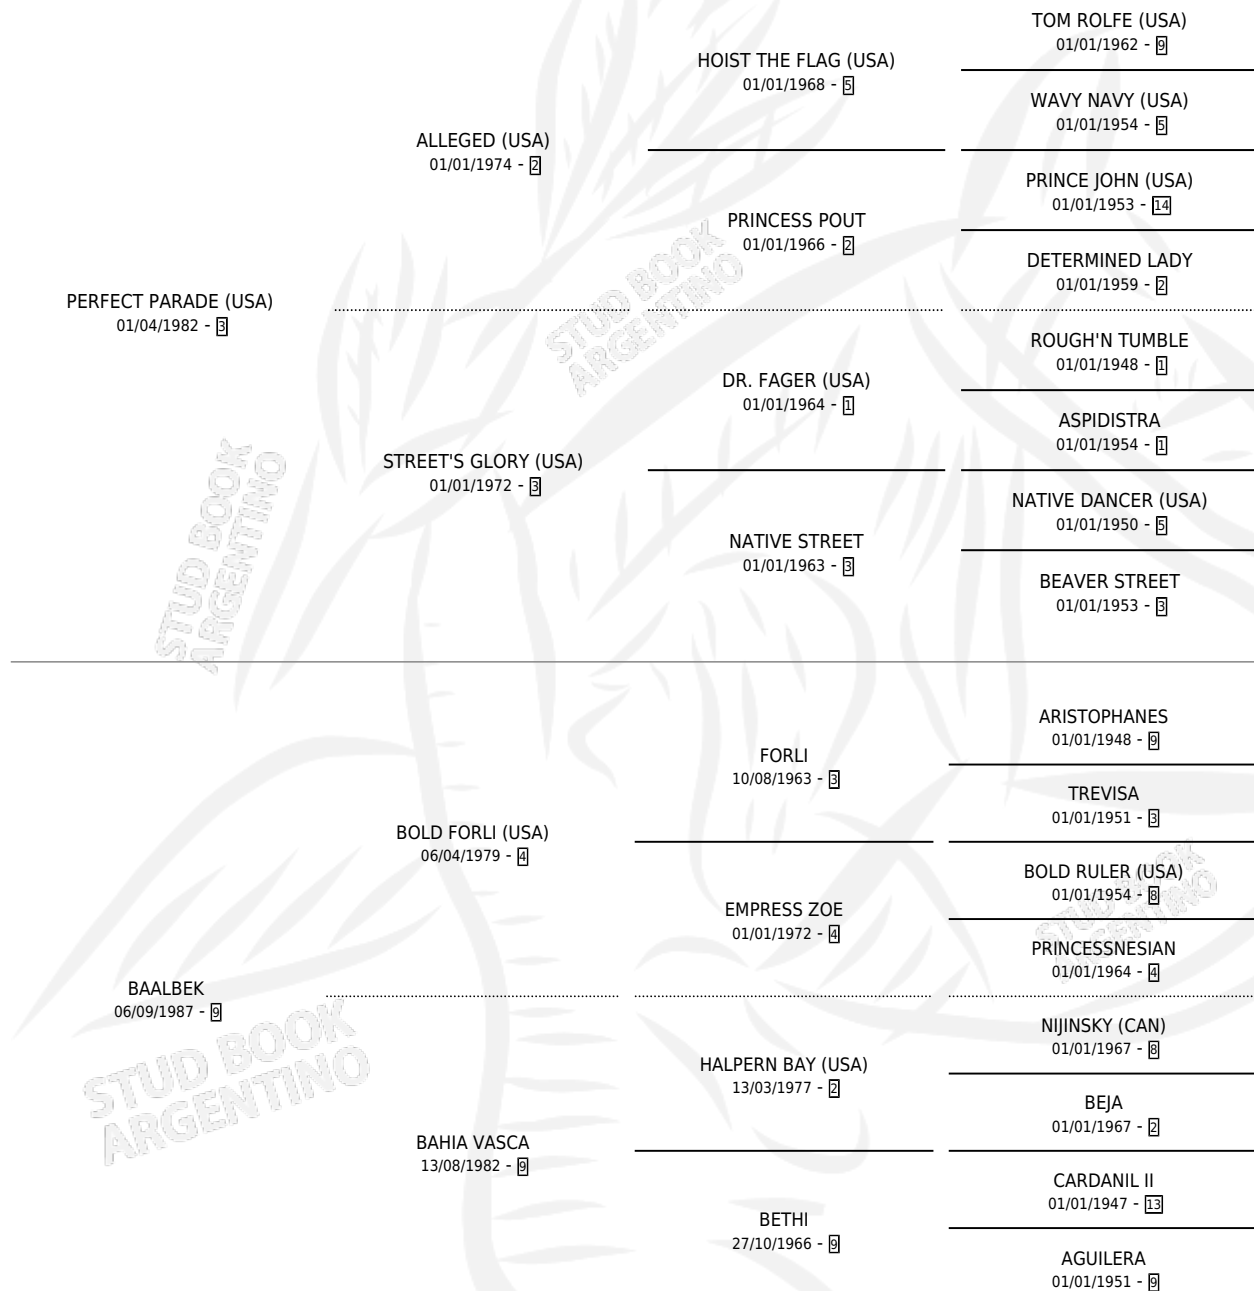 TOM ROLFE (USA)
01/01/1962 - 9
HOIST THE FLAG (USA)
01/01/1968 - 5
WAVY NAVY (USA)
01/01/1954 - 5
ALLEGED (USA)
01/01/1974 - 2
PRINCE JOHN (USA)
01/01/1953 - 14
PRINCESS POUT
01/01/1966 - 2
DETERMINED LADY
01/01/1959 - 2
PERFECT PARADE (USA)
01/04/1982 - 3
ROUGH'N TUMBLE
01/01/1948 - 1
DR. FAGER (USA)
01/01/1964 - 1
ASPIDISTRA
01/01/1954 - 1
STREET'S GLORY (USA)
01/01/1972 - 3
NATIVE DANCER (USA)
01/01/1950 - 5
NATIVE STREET
01/01/1963 - 3
BEAVER STREET
01/01/1953 - 3
ARISTOPHANES
01/01/1948 - 9
FORLI
10/08/1963 - 3
TREVISA
01/01/1951 - 3
BOLD FORLI (USA)
06/04/1979 - 4
BOLD RULER (USA)
01/01/1954 - 8
EMPRESS ZOE
01/01/1972 - 4
PRINCESSNESIAN
01/01/1964 - 4
BAALBEK
06/09/1987 - 9
NIJINSKY (CAN)
01/01/1967 - 8
HALPERN BAY (USA)
13/03/1977 - 2
BEJA
01/01/1967 - 2
BAHIA VASCA
13/08/1982 - 9
CARDANIL II
01/01/1947 - 13
BETHI
27/10/1966 - 9
AGUILERA
01/01/1951 - 9
STUD BOOK
ARGENTINO
STUD BOOK
ARGENTINO
STUD BOOK
ARGENTINO
STUD BOOK
ARGENTINO